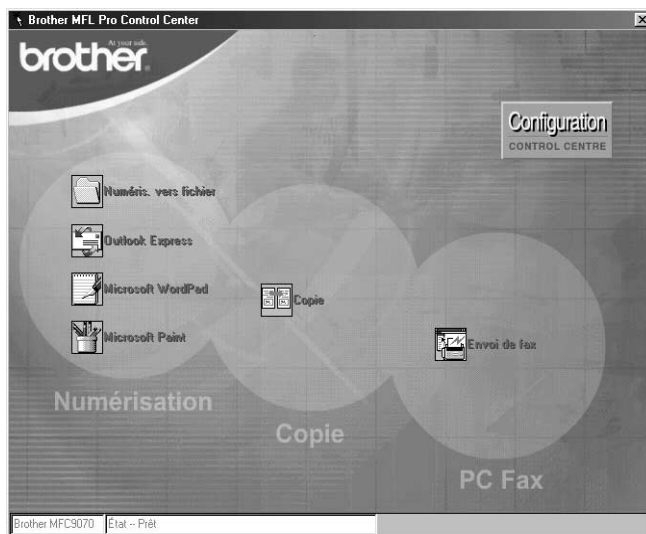 Brother MFL Pro Control Center
At your side.
brother
Configuration
CONTROL CENTRE
Numéris. vers fichier
Outlook Express
Microsoft WordPad
Microsoft Paint
Numérisation
Copie
Copie
Envoi de fax
PC Fax
Brother MFC9070
État -- Prêt